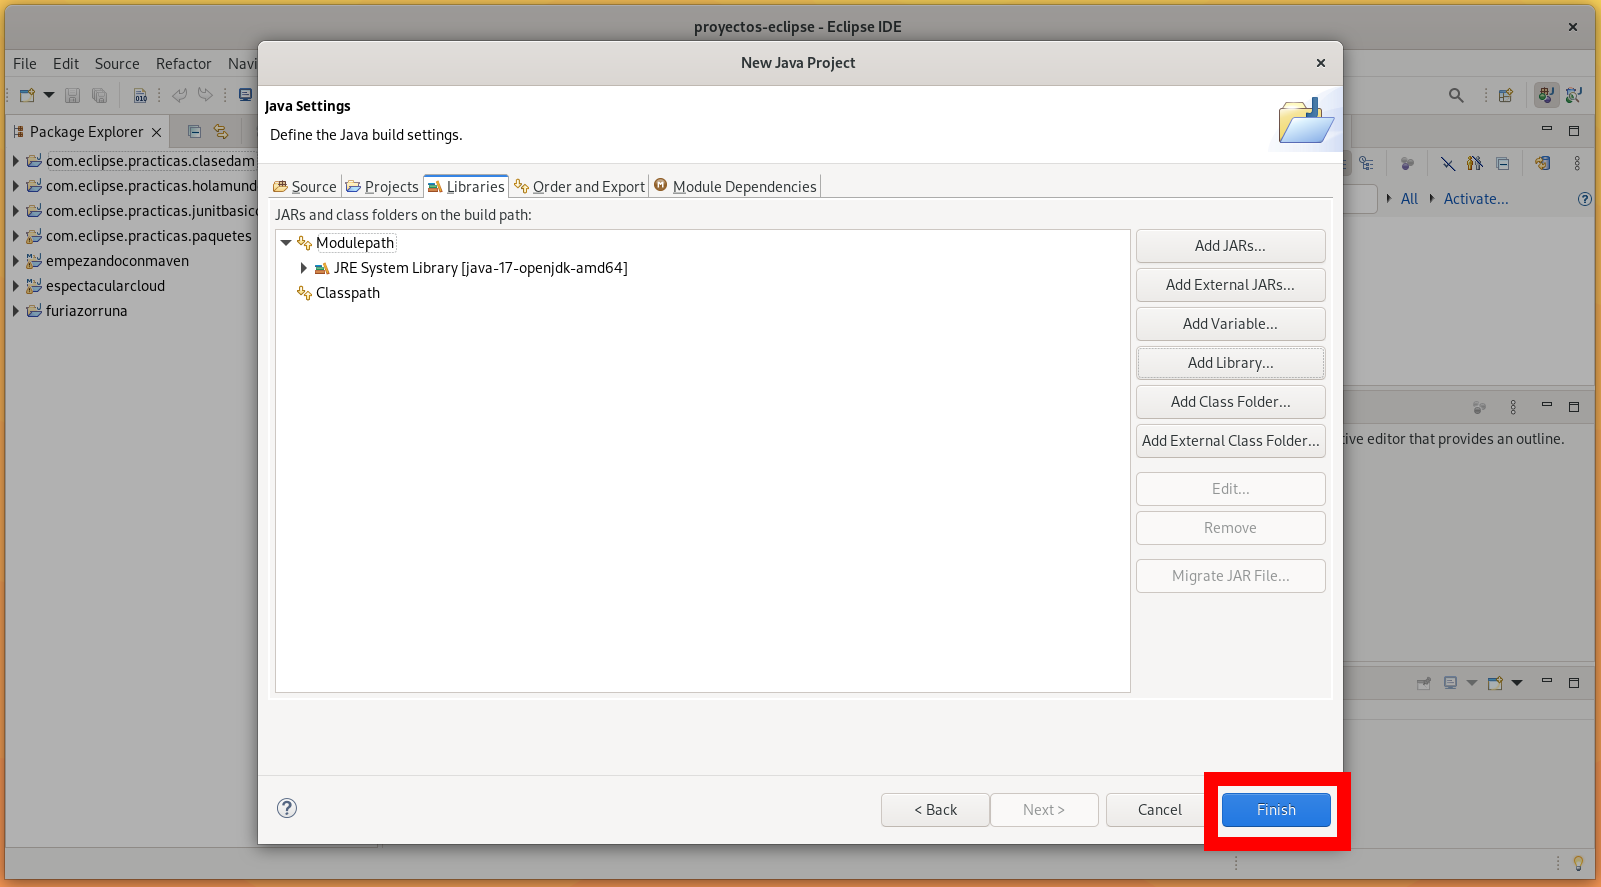 proyectos-eclipse - Eclipse IDE
File Edit Source Refactor Navi
New Java Project
Java Settings
Define the Java build settings.
Package Explorer
com.eclipse.practicas.clasedam
com.eclipse.practicas.holamund
com.eclipse.practicas.junitbasico
com.eclipse.practicas.paquetes
empezandoconmaven
espectacularcloud
furiazorruna
Source Projects Libraries Order and Export Module Dependencies
JARs and class folders on the build path:
Modulepath
JRE System Library [java-17-openjdk-amd64]
Classpath
Add JARs...
Add External JARs...
Add Variable...
Add Library...
Add Class Folder...
Add External Class Folder...
Edit...
Remove
Migrate JAR File...
All Activate...
tive editor that provides an outline.
< Back Next > Cancel Finish